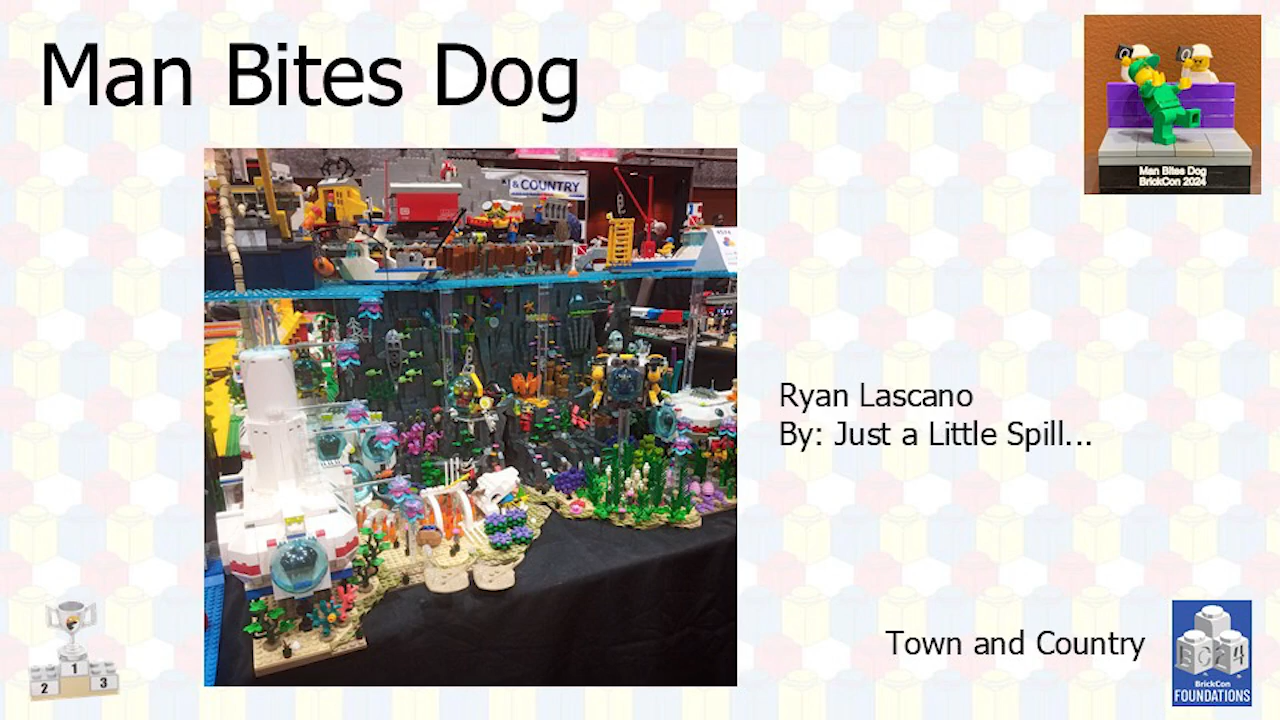 Man Bites Dog
Man Bites Dog
BrickCon 2024
& COUNTRY
Ryan Lascano
By: Just a Little Spill...
Town and Country
1
2
3
BC24
BrickCon
FOUNDATIONS